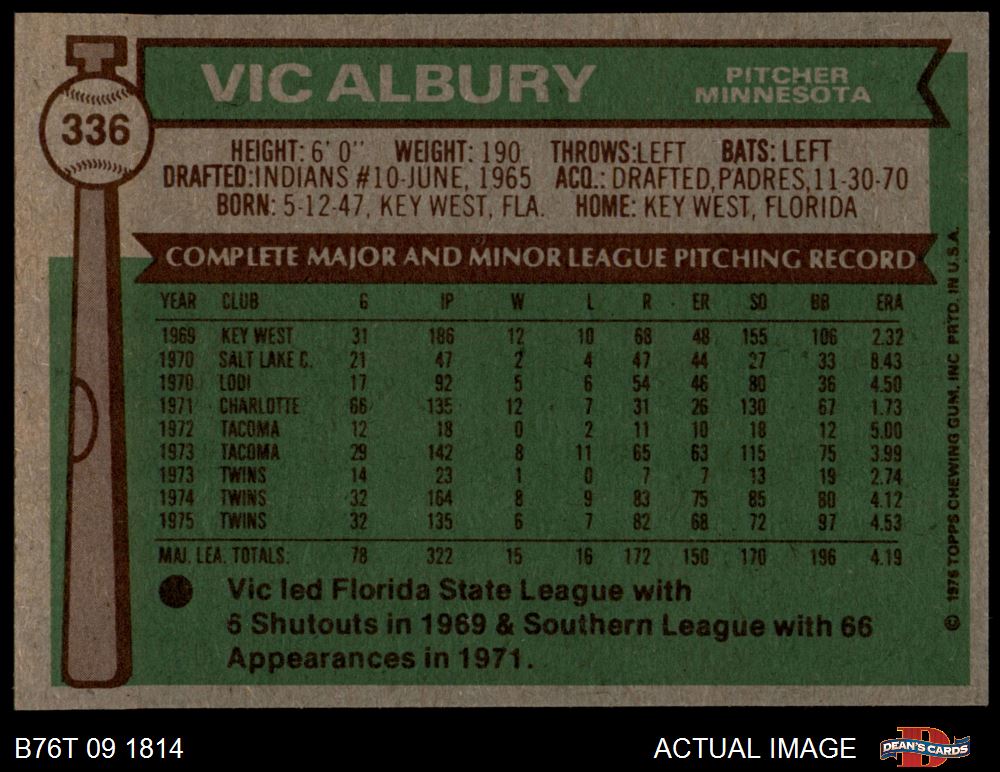 VIC ALBURY
PITCHER
MINNESOTA
336
HEIGHT: 6' 0" WEIGHT: 190 THROWS:LEFT BATS: LEFT
DRAFTED:INDIANS #10-JUNE, 1965 ACQ.: DRAFTED,PADRES,11-30-70
BORN: 5-12-47, KEY WEST, FLA. HOME: KEY WEST, FLORIDA
COMPLETE MAJOR AND MINOR LEAGUE PITCHING RECORD
YEAR CLUB G IP W L R ER SO BB ERA
1969 KEY WEST 31 186 12 10 68 48 155 106 2.32
1970 SALT LAKE C. 21 47 2 4 47 44 27 33 8.43
1970 LODI 17 92 5 6 54 46 80 36 4.50
1971 CHARLOTTE 66 135 12 7 31 26 130 67 1.73
1972 TACOMA 12 18 0 2 11 10 18 12 5.00
1973 TACOMA 29 142 8 11 65 63 115 75 3.99
1973 TWINS 14 23 1 0 7 7 13 19 2.74
1974 TWINS 32 164 8 9 83 75 85 80 4.12
1975 TWINS 32 135 6 7 82 68 72 97 4.53
MAJ. LEA. TOTALS. 78 322 15 16 172 150 170 196 4.19
Vic led Florida State League with
6 Shutouts in 1969 & Southern League with 66
Appearances in 1971.
© 1976 TOPPS CHEWING GUM, INC PRTD. IN U.S.A.
B76T 09 1814
ACTUAL IMAGE
D
DEAN'S CARDS